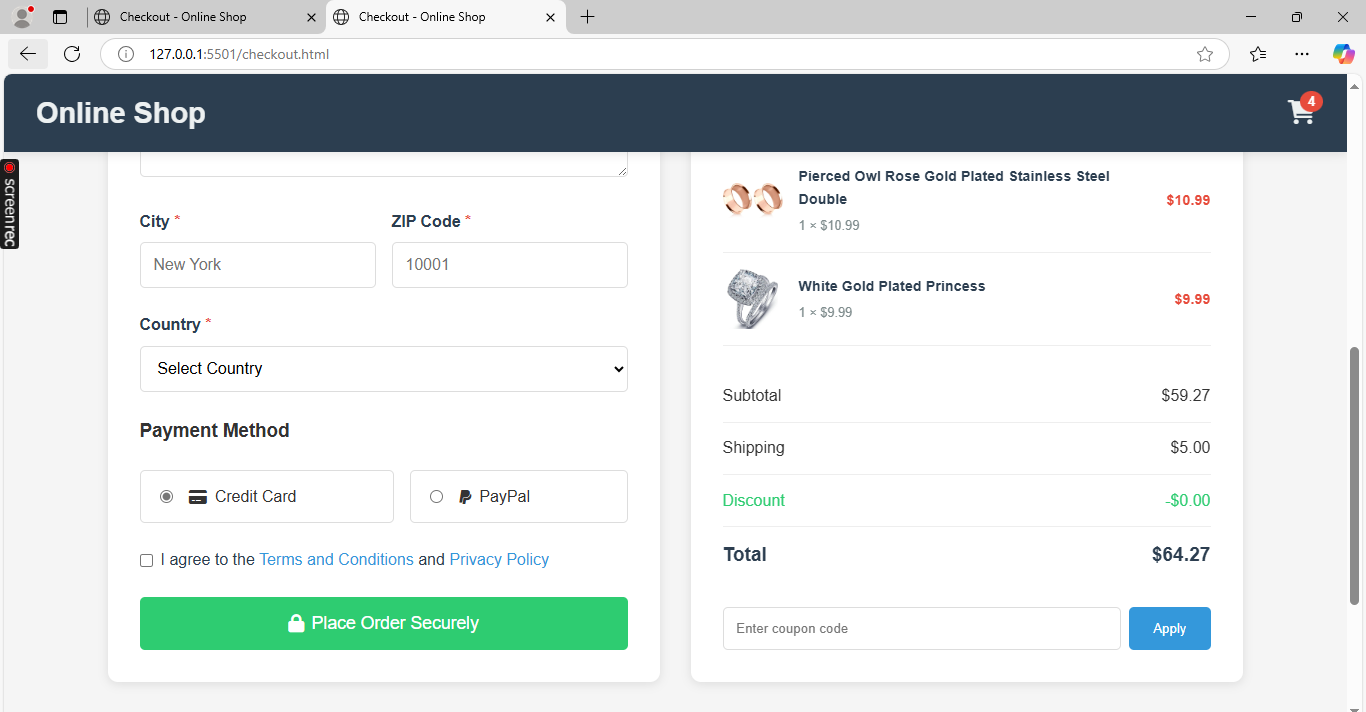 Checkout - Online Shop
Checkout - Online Shop
127.0.0.1:5501/checkout.html
Online Shop
4
screenrec
City *
ZIP Code *
New York
10001
Country *
Select Country
Payment Method
Credit Card
PayPal
I agree to the Terms and Conditions and Privacy Policy
Place Order Securely
Pierced Owl Rose Gold Plated Stainless Steel
Double
$10.99
1 × $10.99
White Gold Plated Princess
$9.99
1 × $9.99
Subtotal
$59.27
Shipping
$5.00
Discount
-$0.00
Total
$64.27
Enter coupon code
Apply